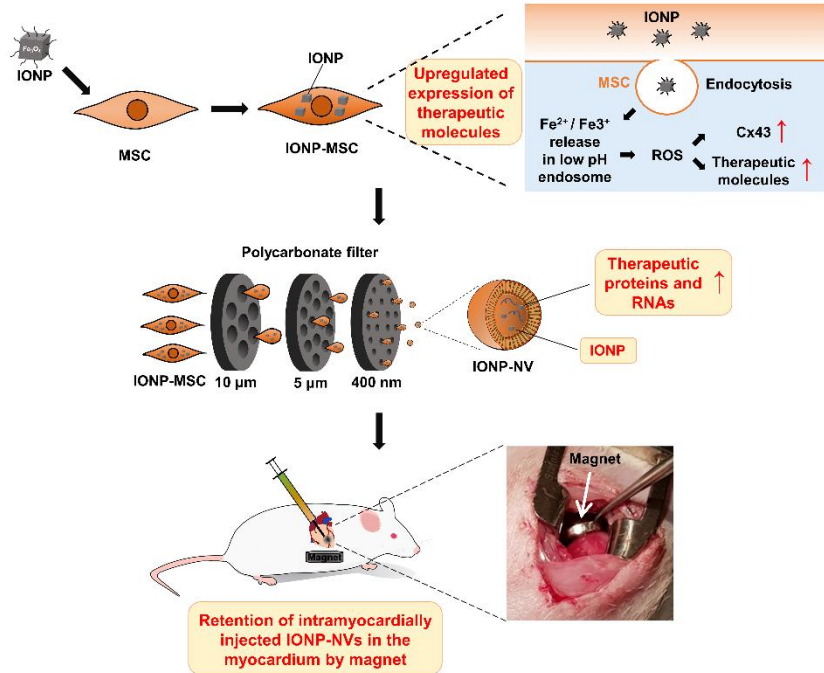 Fe₃O₄
IONP
MSC
IONP
IONP-MSC
Upregulated
expression of
therapeutic
molecules
IONP
MSC
Endocytosis
Fe²⁺ / Fe3⁺
release
in low pH
endosome
ROS
Cx43 ↑
Therapeutic
molecules ↑
Polycarbonate filter
IONP-MSC
10 µm
5 µm
400 nm
IONP-NV
Therapeutic
proteins and ↑
RNAs
IONP
Magnet
Magnet
Retention of intramyocardially
injected IONP-NVs in the
myocardium by magnet